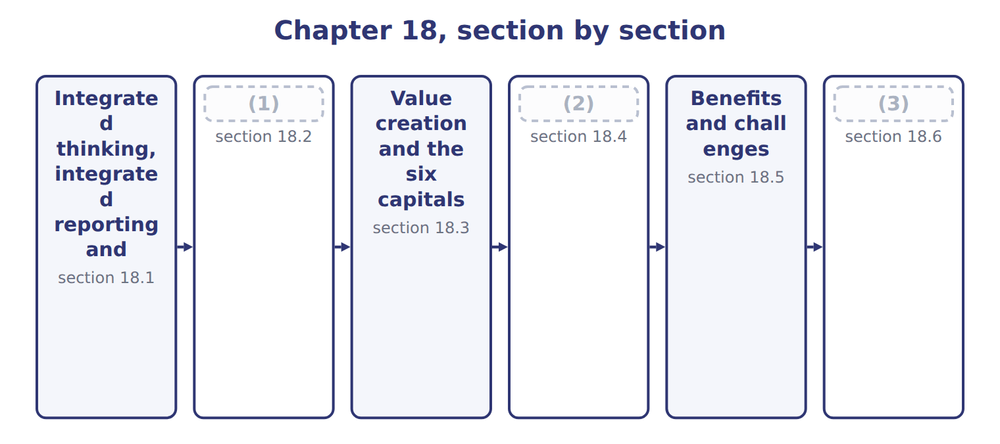 Chapter 18, section by section
Integrate
d
thinking,
integrate
d
reporting
and
section 18.1
(1)
section 18.2
Value
creation
and the
six
capitals
section 18.3
(2)
section 18.4
Benefits
and chall
enges
section 18.5
(3)
section 18.6